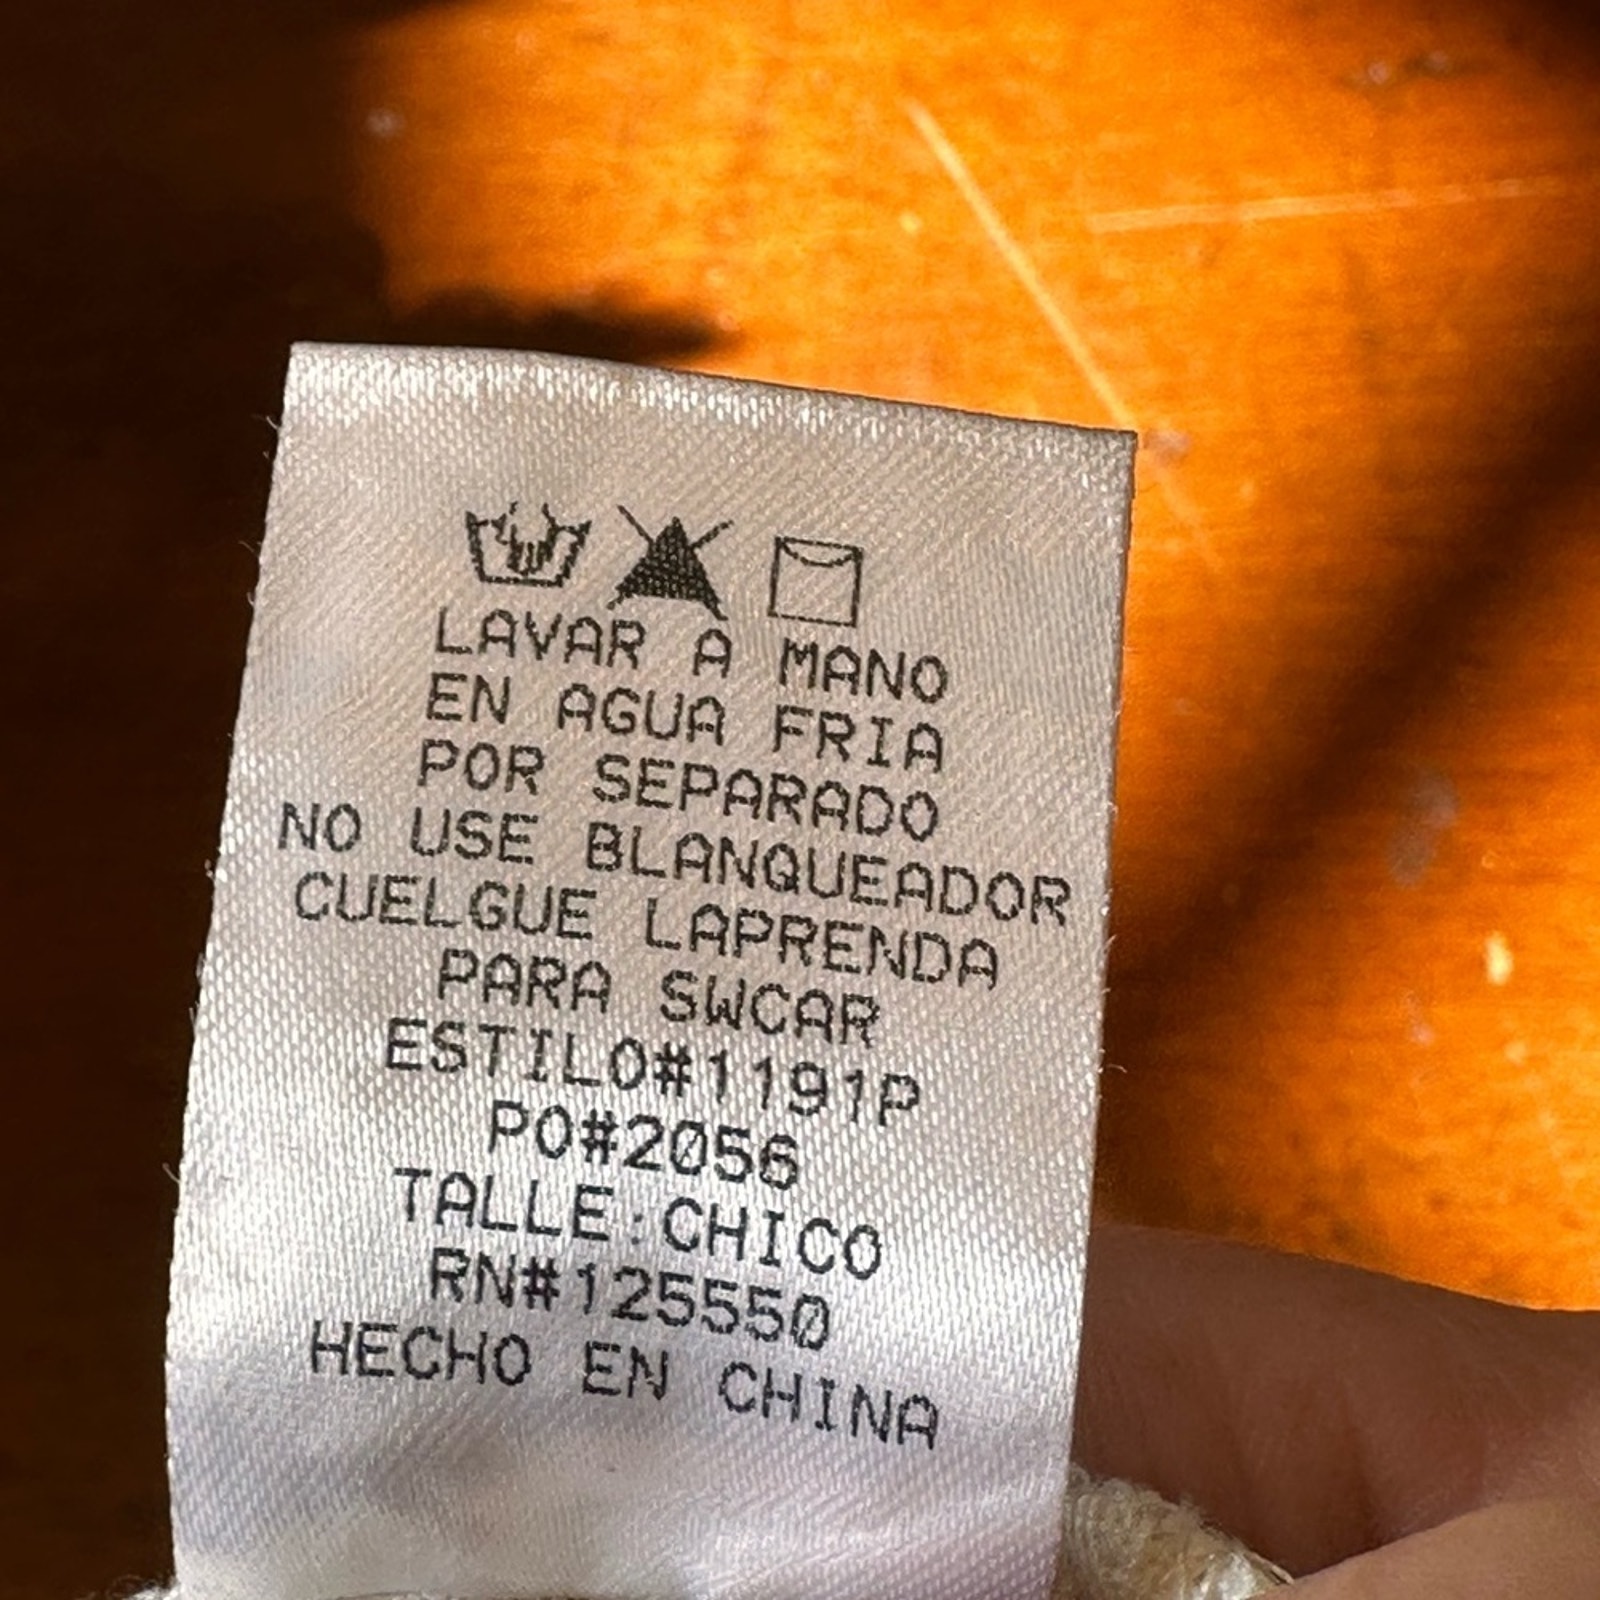 LAVAR A MANO
EN AGUA FRIA
POR SEPARADO
NO USE BLANQUEADOR
CUELGUE LAPRENDA
PARA SWCAR
ESTILO#1191P
PO#2056
TALLE:CHICO
RN#125550
HECHO EN CHINA